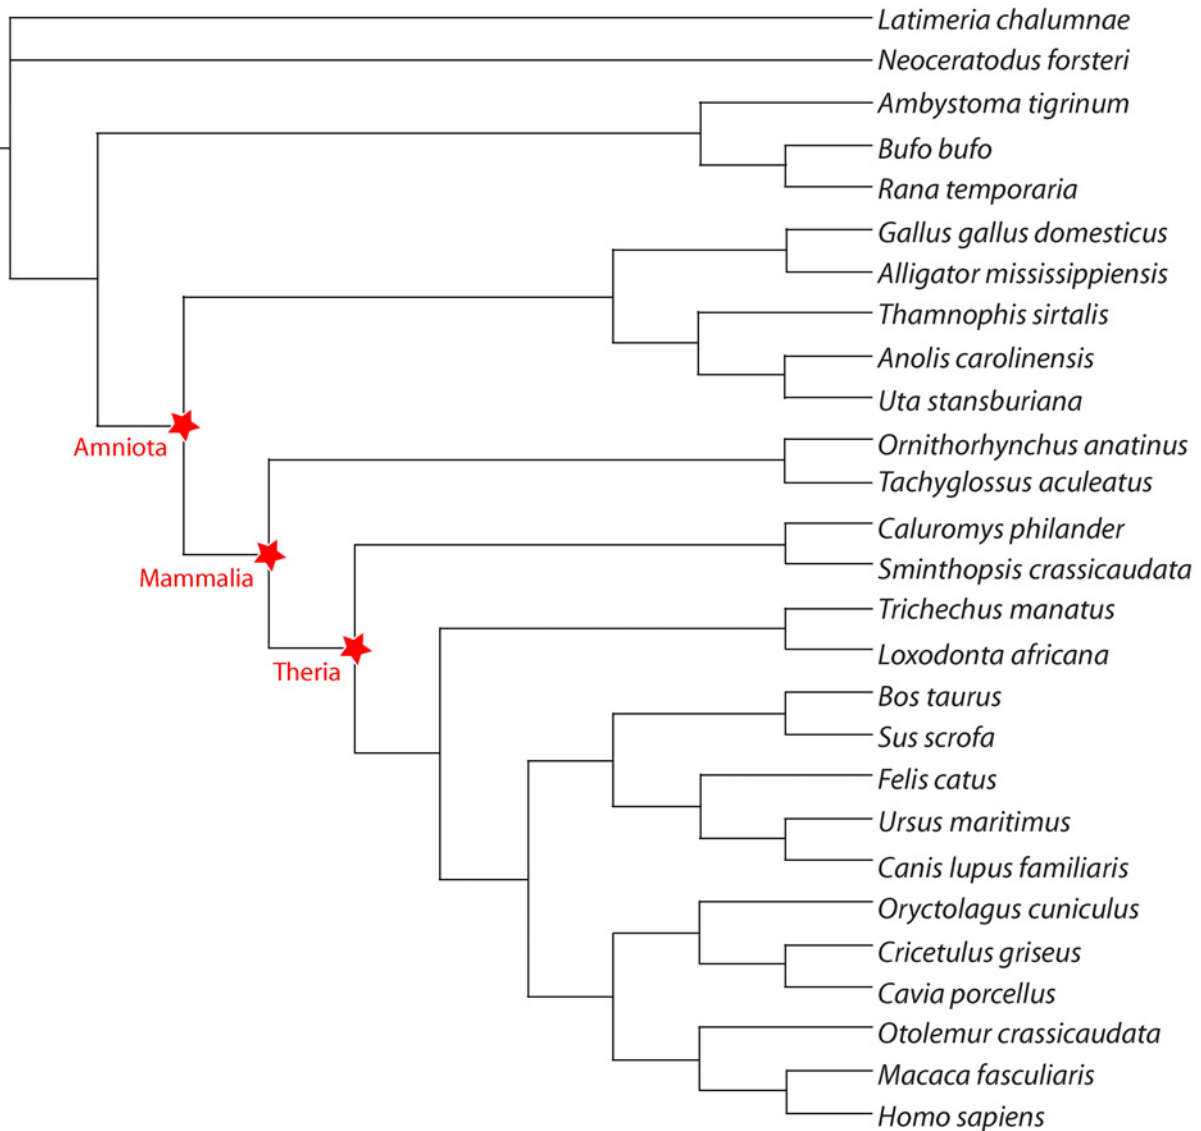 Latimeria chalumnae
Neoceratodus forsteri
Ambystoma tigrinum
Bufo bufo
Rana temporaria
Gallus gallus domesticus
Alligator mississippiensis
Thamnophis sirtalis
Anolis carolinensis
Uta stansburiana
Amniota
Ornithorhynchus anatinus
Tachyglossus aculeatus
Caluromys philander
Sminthopsis crassicaudata
Mammalia
Trichechus manatus
Loxodonta africana
Theria
Bos taurus
Sus scrofa
Felis catus
Ursus maritimus
Canis lupus familiaris
Oryctolagus cuniculus
Cricetulus griseus
Cavia porcellus
Otolemur crassicaudata
Macaca fasculiaris
Homo sapiens